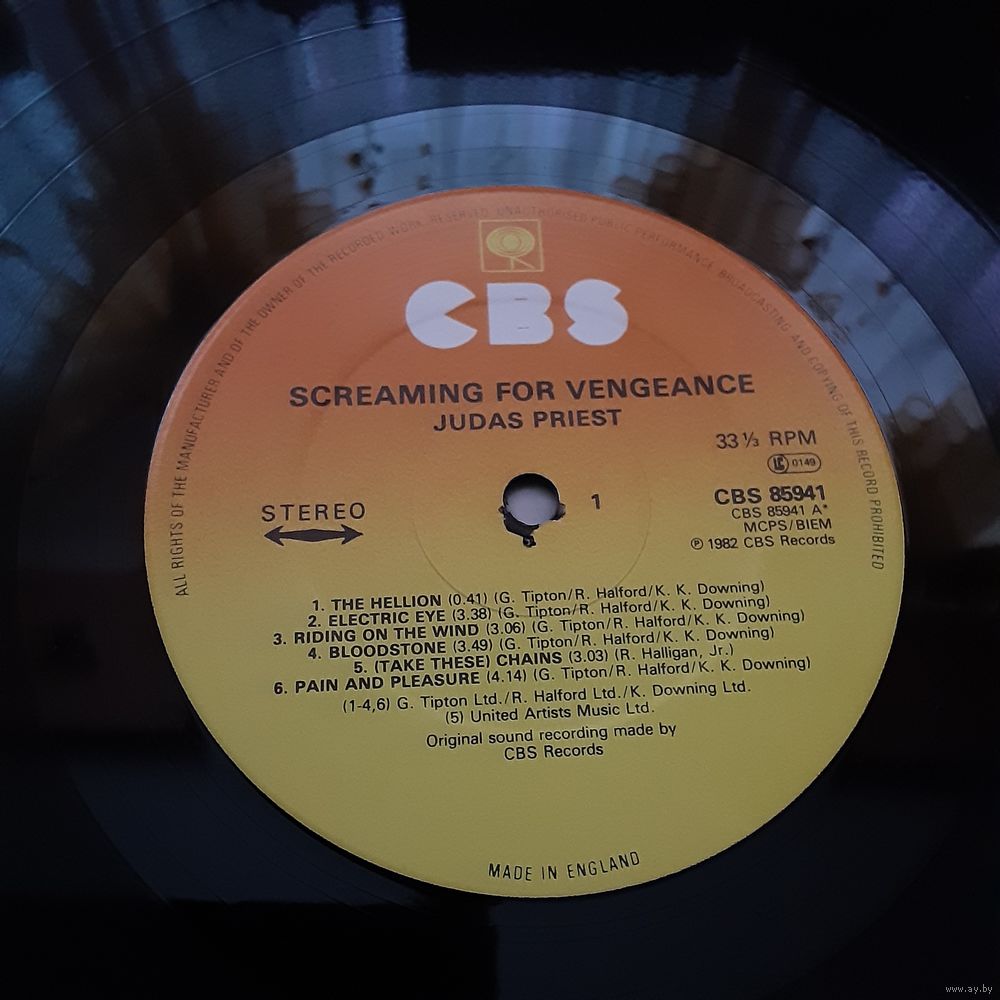 ALL RIGHTS OF THE MANUFACTURER AND OF THE OWNER OF THE RECORDED WORK RESERVED. UNAUTHORISED PUBLIC PERFORMANCE, BROADCASTING AND COPYING OF THIS RECORD PROHIBITED
CBS
SCREAMING FOR VENGEANCE
JUDAS PRIEST
33 ⅓ RPM
LC 0149
STEREO
1
CBS 85941
CBS 85941 A*
MCPS/BIEM
℗ 1982 CBS Records
1. THE HELLION (0.41) (G. Tipton/R. Halford/K. K. Downing)
2. ELECTRIC EYE (3.38) (G. Tipton/R. Halford/K. K. Downing)
3. RIDING ON THE WIND (3.06) (G. Tipton/R. Halford/K. K. Downing)
4. BLOODSTONE (3.49) (G. Tipton/R. Halford/K. K. Downing)
5. (TAKE THESE) CHAINS (3.03) (R. Halligan, Jr.)
6. PAIN AND PLEASURE (4.14) (G. Tipton/R. Halford/K. K. Downing)
(1-4,6) G. Tipton Ltd./R. Halford Ltd./K. Downing Ltd.
(5) United Artists Music Ltd.
Original sound recording made by
CBS Records
MADE IN ENGLAND
www.ay.by